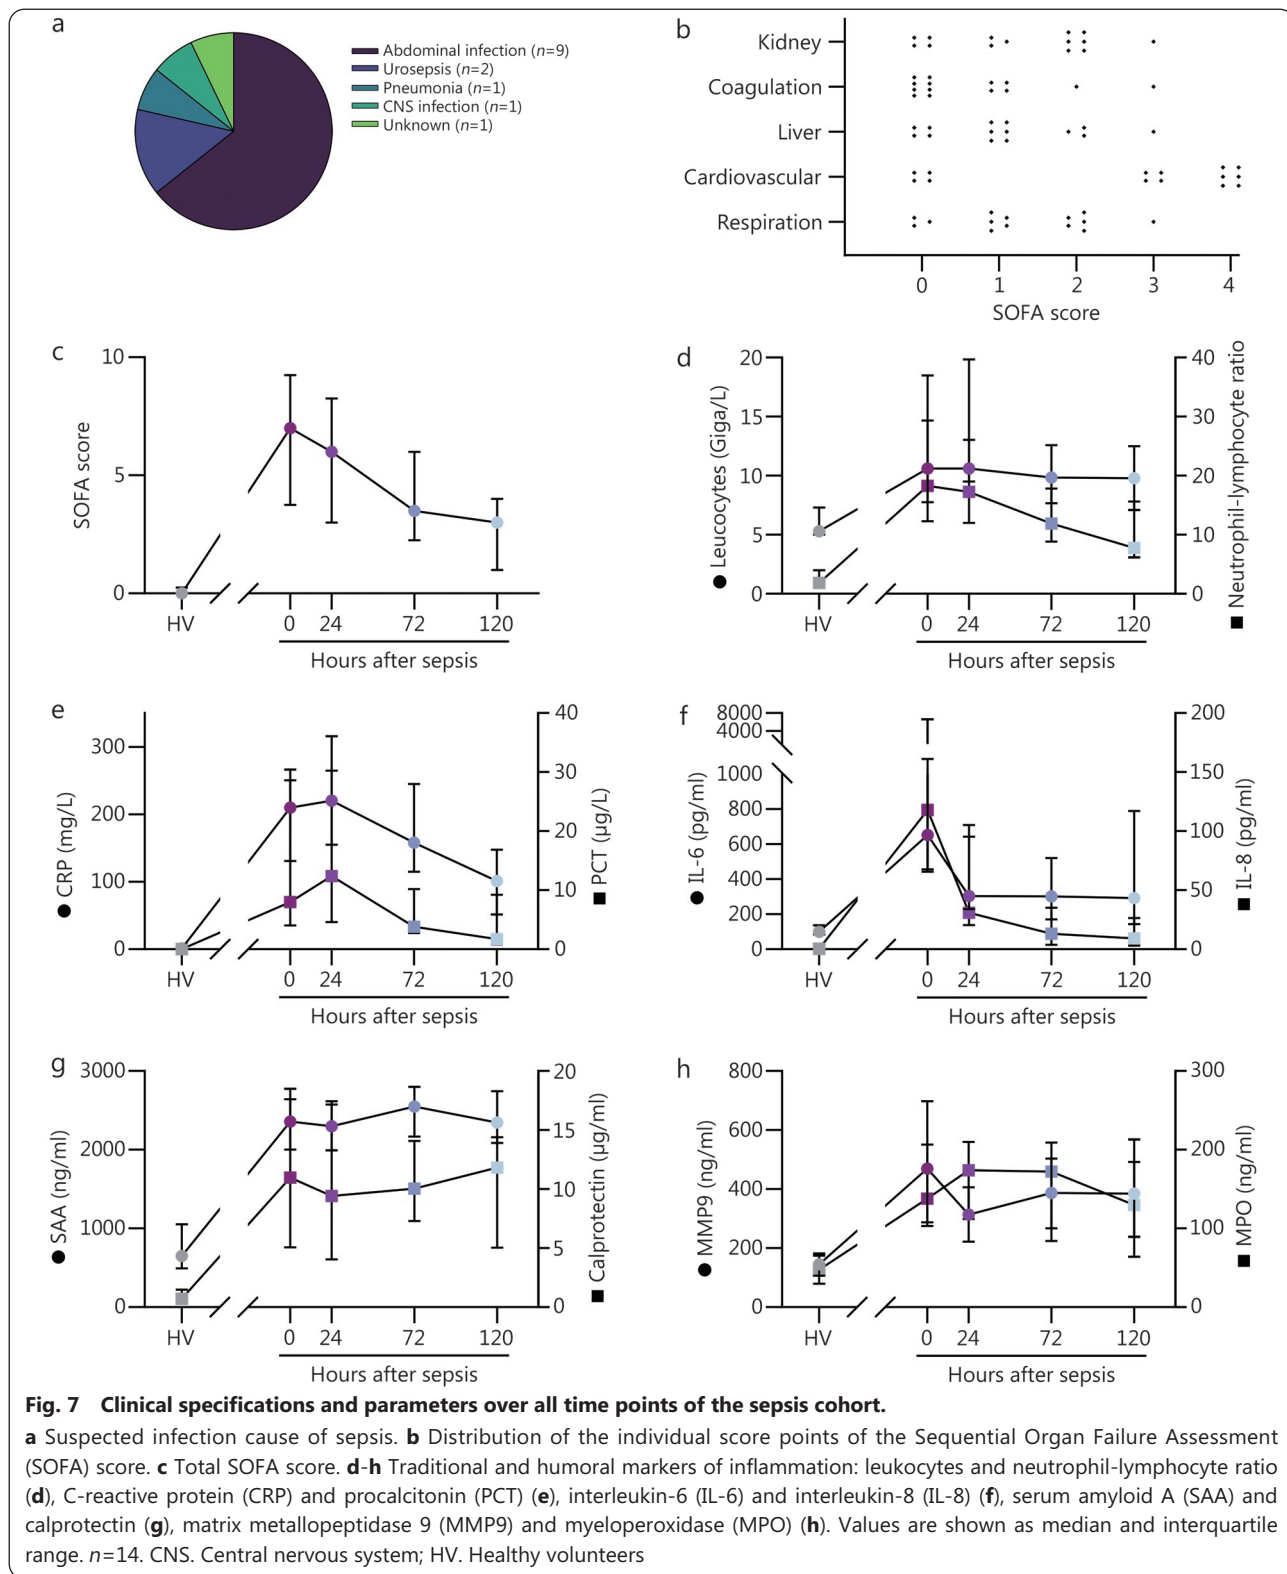 a
Abdominal infection (n=9)
Urosepsis (n=2)
Pneumonia (n=1)
CNS infection (n=1)
Unknown (n=1)
b
Kidney
Coagulation
Liver
Cardiovascular
Respiration
0 1 2 3 4
SOFA score
c
SOFA score
10
5
0
HV 0 24 72 120
Hours after sepsis
d
Leucocytes (Giga/L)
20
15
10
5
0
40
30
20
10
0
Neutrophil-lymphocyte ratio
HV 0 24 72 120
Hours after sepsis
e
CRP (mg/L)
300
200
100
0
40
30
20
10
0
PCT (µg/L)
HV 0 24 72 120
Hours after sepsis
f
IL-6 (pg/ml)
8000
4000
1000
800
600
400
200
0
200
150
100
50
0
IL-8 (pg/ml)
HV 0 24 72 120
Hours after sepsis
g
SAA (ng/ml)
3000
2000
1000
0
20
15
10
5
0
Calprotectin (µg/ml)
HV 0 24 72 120
Hours after sepsis
h
MMP9 (ng/ml)
800
600
400
200
0
300
200
100
0
MPO (ng/ml)
HV 0 24 72 120
Hours after sepsis
Fig. 7 Clinical specifications and parameters over all time points of the sepsis cohort.
a Suspected infection cause of sepsis. b Distribution of the individual score points of the Sequential Organ Failure Assessment
(SOFA) score. c Total SOFA score. d-h Traditional and humoral markers of inflammation: leukocytes and neutrophil-lymphocyte ratio
(d), C-reactive protein (CRP) and procalcitonin (PCT) (e), interleukin-6 (IL-6) and interleukin-8 (IL-8) (f), serum amyloid A (SAA) and
calprotectin (g), matrix metallopeptidase 9 (MMP9) and myeloperoxidase (MPO) (h). Values are shown as median and interquartile
range. n=14. CNS. Central nervous system; HV. Healthy volunteers